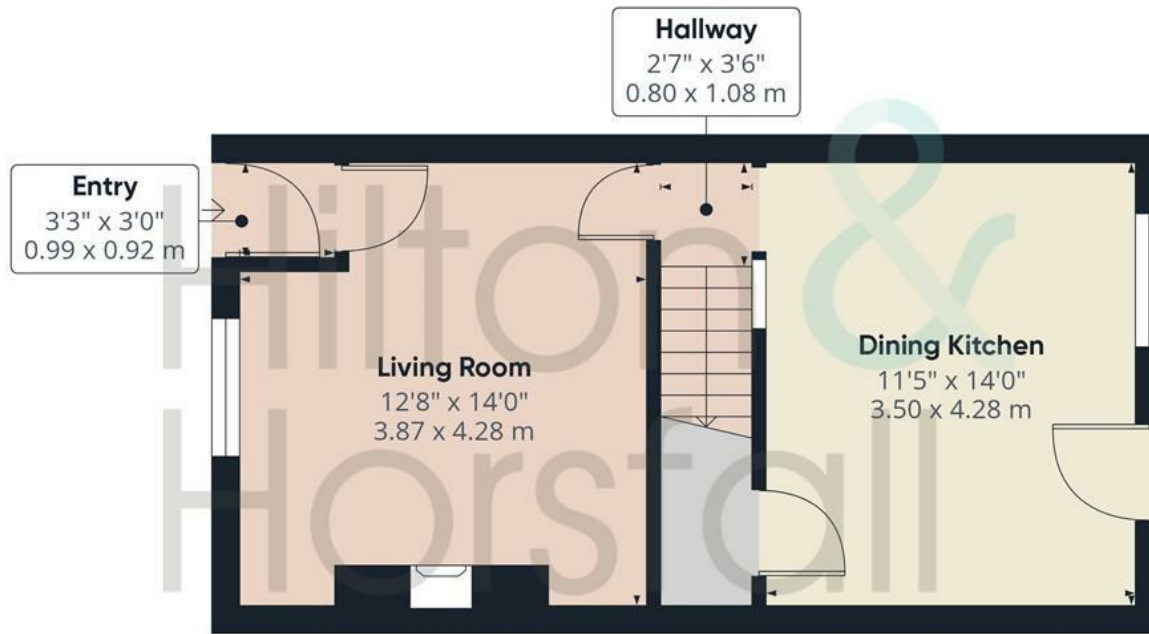 Hallway
2'7" x 3'6"
0.80 x 1.08 m
Entry
3'3" x 3'0"
0.99 x 0.92 m
Living Room
12'8" x 14'0"
3.87 x 4.28 m
Dining Kitchen
11'5" x 14'0"
3.50 x 4.28 m
Hilton &
Horsfall